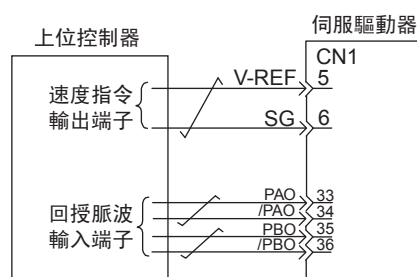 伺服驅動器
上位控制器
CN1
速度指令
輸出端子
V-REF 5
SG 6
回授脈波
輸入端子
PAO 33
/PAO 34
PBO 35
/PBO 36